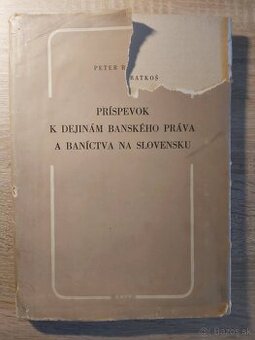 PETER R
RATKOŠ
PRÍSPEVOK
K DEJINÁM BANSKÉHO PRÁVA
A BANÍCTVA NA SLOVENSKU
Bazos.sk